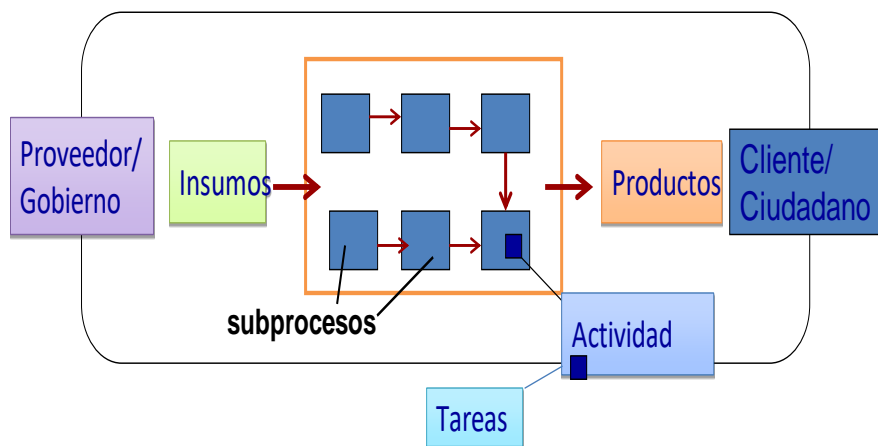 Proveedor/
Gobierno
Insumos
Productos
Cliente/
Ciudadano
subprocesos
Actividad
Tareas